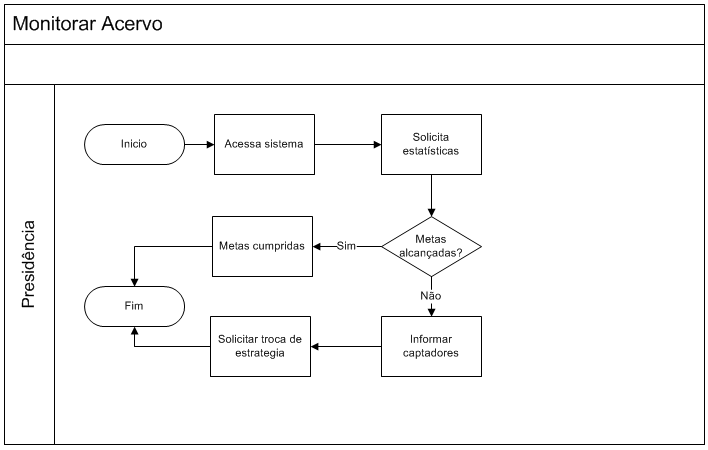 Monitorar Acervo
Presidência
Inicio
Acessa sistema
Solicita
estatísticas
Metas cumpridas
Sim
Metas
alcançadas?
Fim
Não
Solicitar troca de
estrategia
Informar
captadores